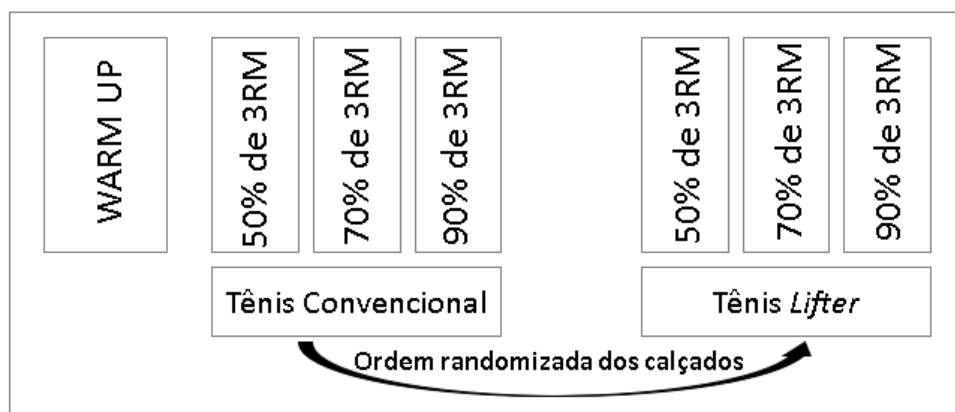 WARM UP
50% de 3RM
70% de 3RM
90% de 3RM
50% de 3RM
70% de 3RM
90% de 3RM
Tênis Convencional
Tênis Lifter
Ordem randomizada dos calçados